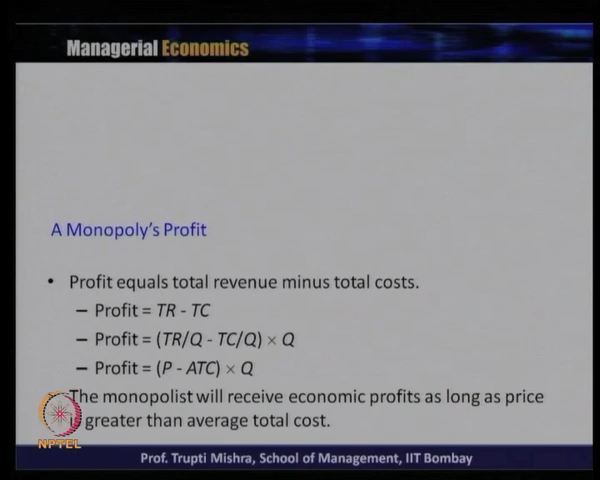 Managerial Economics
A Monopoly's Profit
• Profit equals total revenue minus total costs.
– Profit = TR - TC
– Profit = (TR/Q - TC/Q) × Q
– Profit = (P - ATC) × Q
The monopolist will receive economic profits as long as price
is greater than average total cost.
NPTEL
Prof. Trupti Mishra, School of Management, IIT Bombay